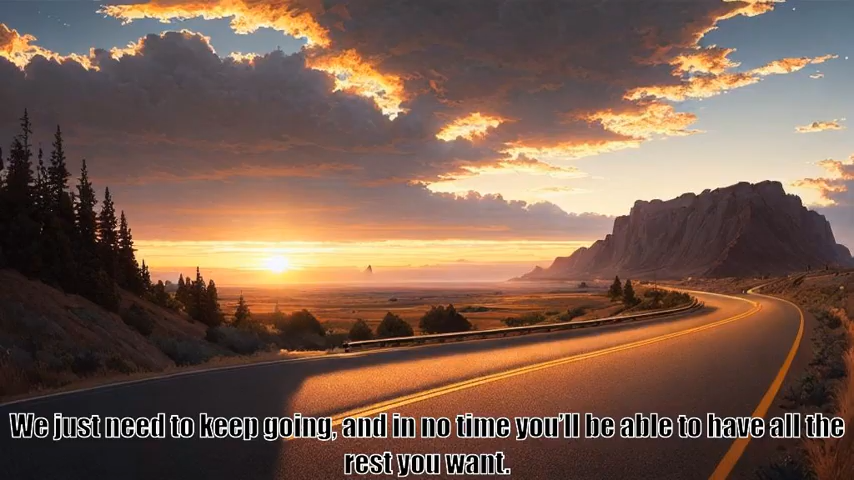 We just need to keep going, and in no time you'll be able to have all the
rest you want.